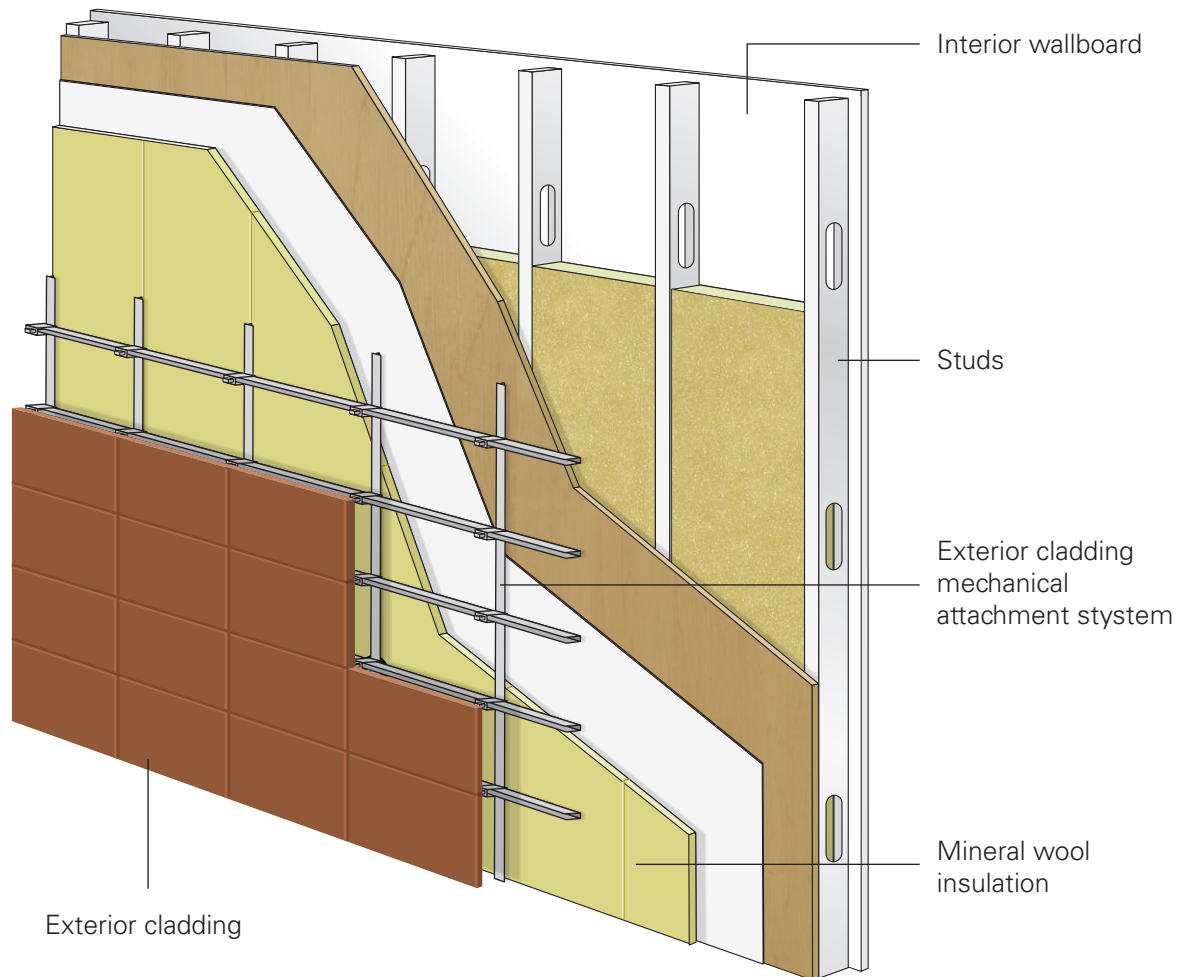 Interior wallboard
Studs
Exterior cladding
mechanical
attachment stystem
Mineral wool
insulation
Exterior cladding